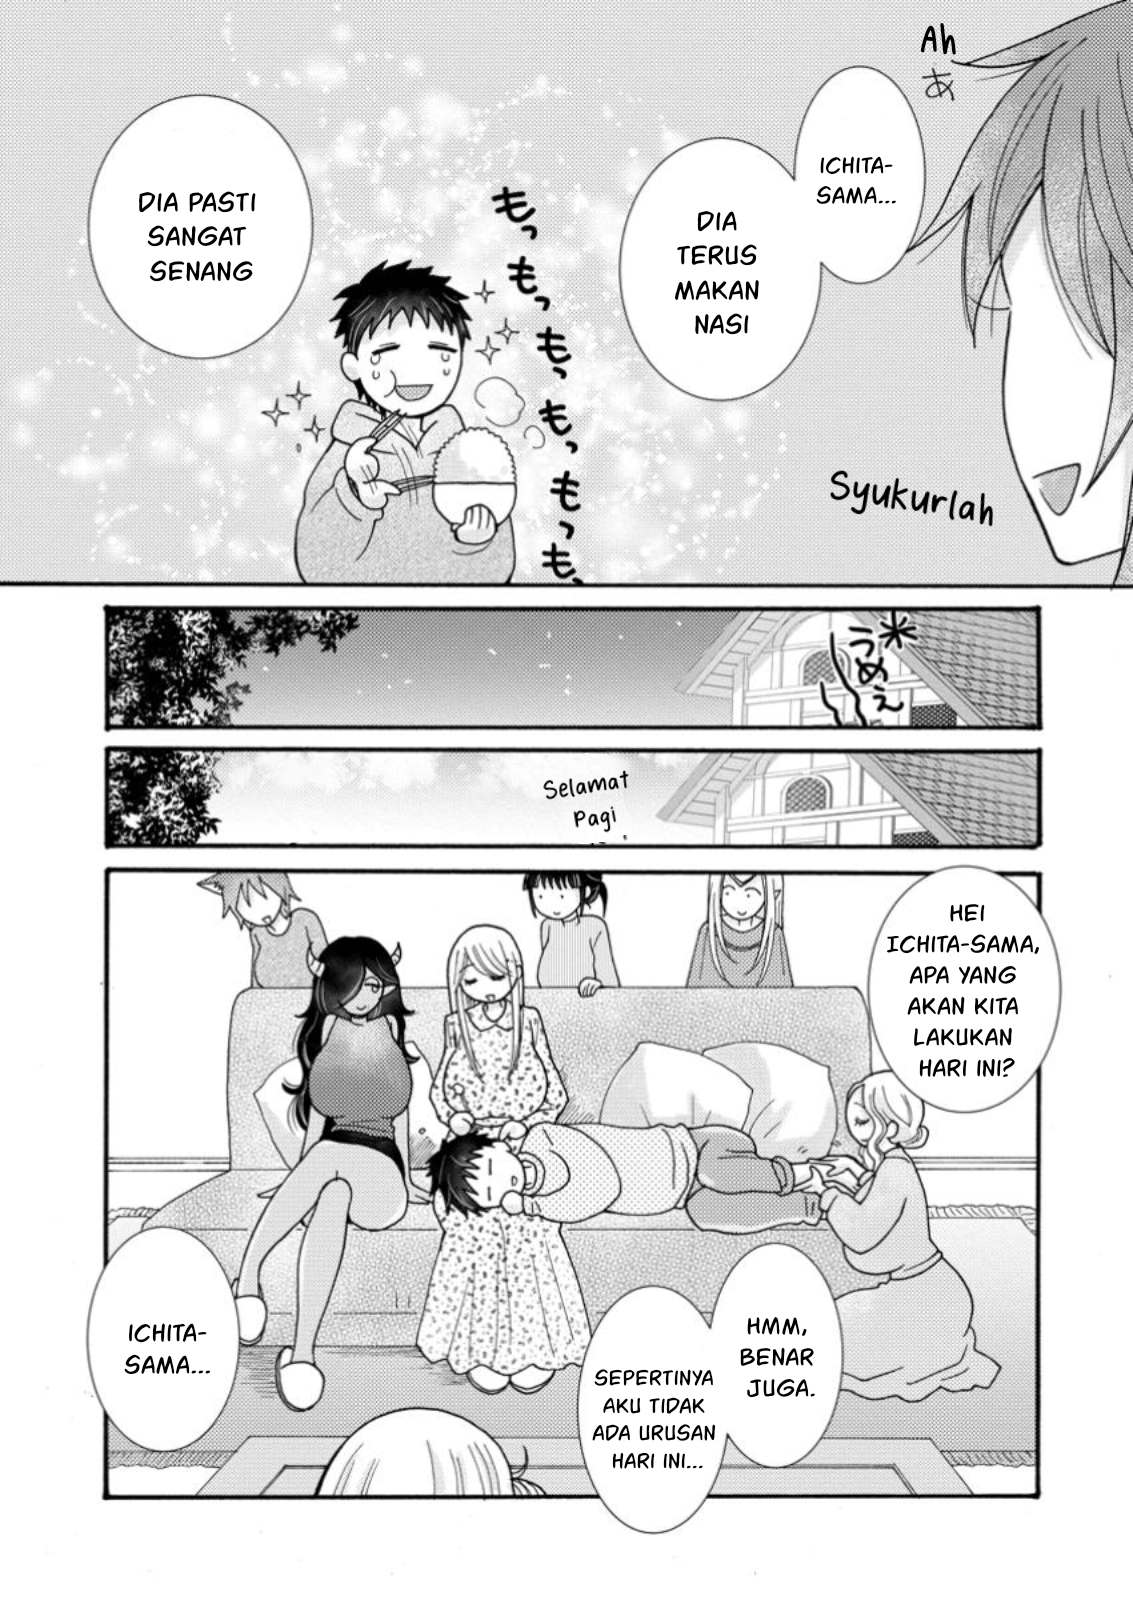 Ah
あ
ICHITA-
SAMA...
DIA
TERUS
MAKAN
NASI
もっもっもっもっもっもっ
DIA PASTI
SANGAT
SENANG
Syukurlah
うめぇ
Selamat
Pagi
HEI
ICHITA-SAMA,
APA YANG
AKAN KITA
LAKUKAN
HARI INI?
HMM,
BENAR
JUGA.
SEPERTINYA
AKU TIDAK
ADA URUSAN
HARI INI...
ICHITA-
SAMA...